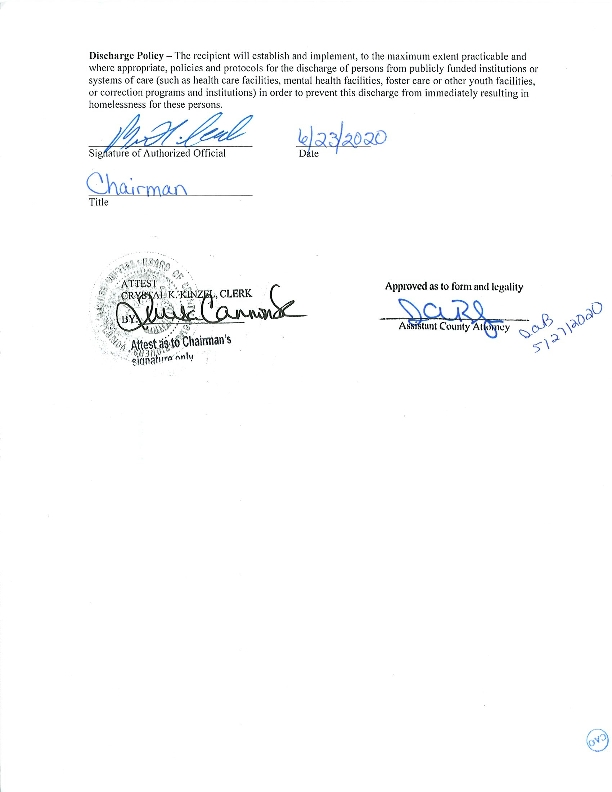 Discharge Policy – The recipient will establish and implement, to the maximum extent practicable and
where appropriate, policies and protocols for the discharge of persons from publicly funded institutions or
systems of care (such as health care facilities, mental health facilities, foster care or other youth facilities,
or correction programs and institutions) in order to prevent this discharge from immediately resulting in
homelessness for these persons.
6/23/2020
Signature of Authorized Official Date
Chairman
Title
BOARD OF
ATTEST
CRYSTAL K. KINZEL, CLERK
BY:
Attest as to Chairman's
signature only
Approved as to form and legality
Assistant County Attorney
DAB
5/27/2020
CAO